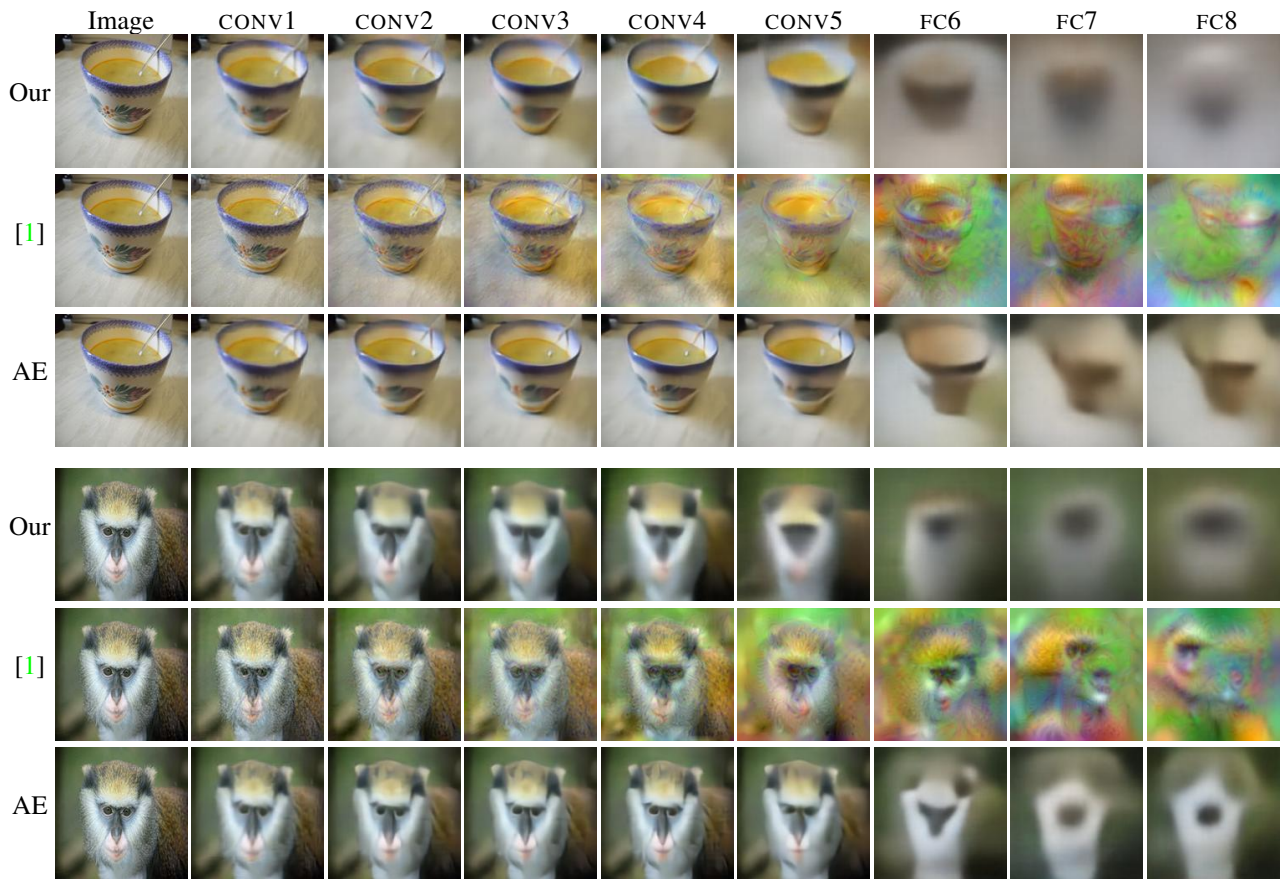 Image CONV1 CONV2 CONV3 CONV4 CONV5 FC6 FC7 FC8
Our
[1]
AE
Our
[1]
AE